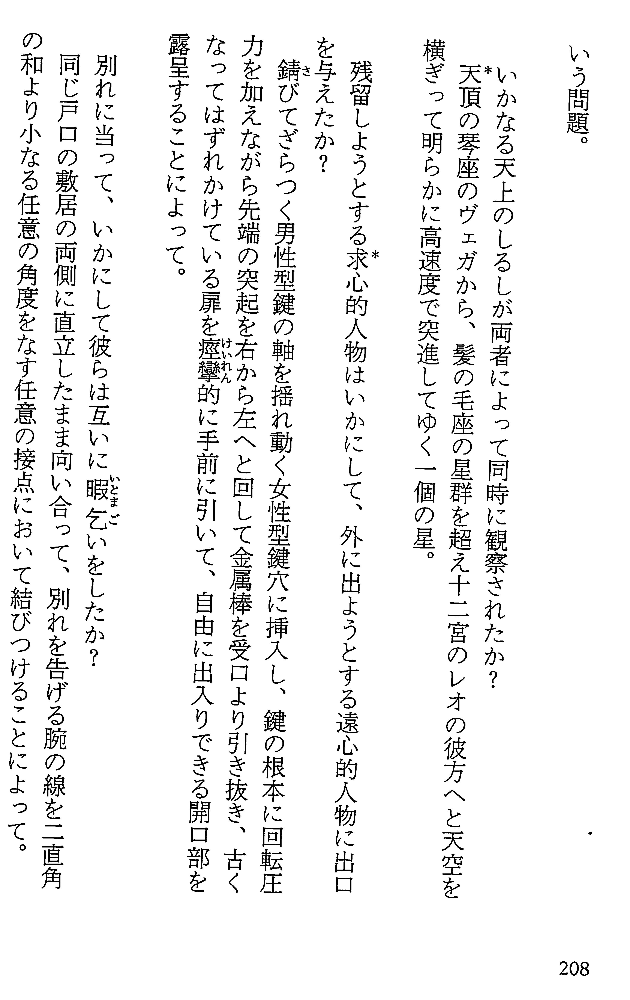 いう問題。
いかなる天上のしるしが両者によって同時に観察されたか?
*天頂の琴座のヴェガから、髪の毛座の星群を超え十二宮のレオの彼方へと天空を
横ぎって明らかに高速度で突進してゆく一個の星。
残留しようとする*求心的人物はいかにして、外に出ようとする遠心的人物に出口
を与えたか?
錆さびてざらつく男性型鍵の軸を揺れ動く女性型鍵穴に挿入し、鍵の根本に回転圧
力を加えながら先端の突起を右から左へと回して金属棒を受口より引き抜き、古く
なってはずれかけている扉を痙攣けいれん的に手前に引いて、自由に出入りできる開口部を
露呈することによって。
別れに当って、いかにして彼らは互いに暇いとま乞ごいをしたか?
同じ戸口の敷居の両側に直立したまま向い合って、別れを告げる腕の線を二直角
の和より小なる任意の角度をなす任意の接点において結びつけることによって。
208